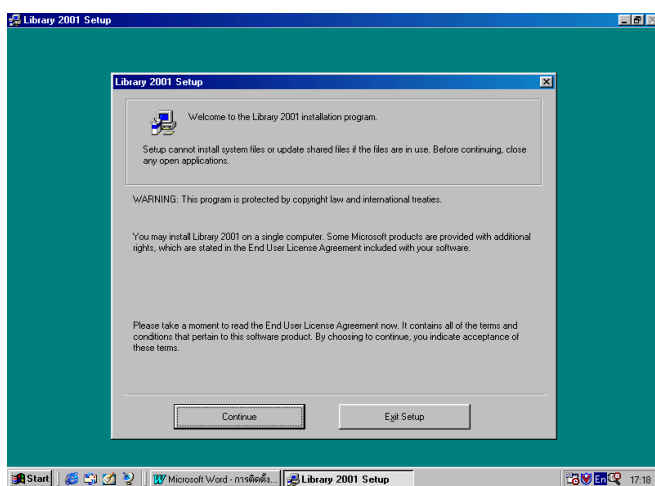 Library 2001 Setup
Library 2001 Setup
Welcome to the Library 2001 installation program.
Setup cannot install system files or update shared files if the files are in use. Before continuing, close
any open applications.
WARNING: This program is protected by copyright law and international treaties.
You may install Library 2001 on a single computer. Some Microsoft products are provided with additional
rights, which are stated in the End User License Agreement included with your software.
Please take a moment to read the End User License Agreement now. It contains all of the terms and
conditions that pertain to this software product. By choosing to continue, you indicate acceptance of
these terms.
Continue
Exit Setup
Start
Microsoft Word - การติดตั้ง...
Library 2001 Setup
En
17:18